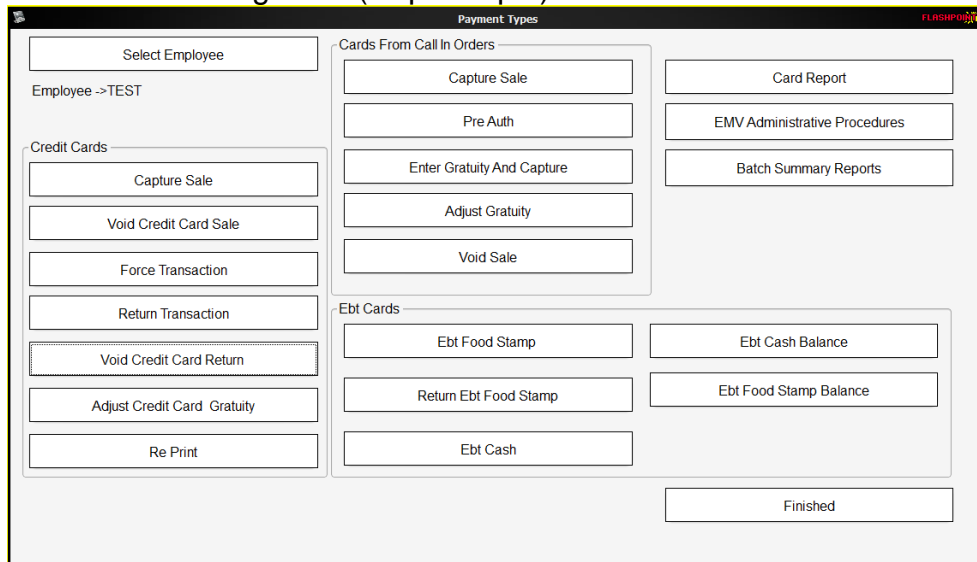 Payment Types
FLASHPOINT
Select Employee
Employee ->TEST
Credit Cards
Capture Sale
Void Credit Card Sale
Force Transaction
Return Transaction
Void Credit Card Return
Adjust Credit Card Gratuity
Re Print
Cards From Call In Orders
Capture Sale
Pre Auth
Enter Gratuity And Capture
Adjust Gratuity
Void Sale
Card Report
EMV Administrative Procedures
Batch Summary Reports
Ebt Cards
Ebt Food Stamp
Return Ebt Food Stamp
Ebt Cash
Ebt Cash Balance
Ebt Food Stamp Balance
Finished